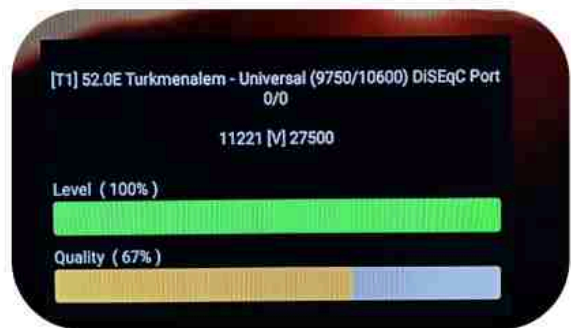 [T1] 52.0E Turkmenalem - Universal (9750/10600) DiSEqC Port
0/0
11221 [V] 27500
Level ( 100% )
Quality ( 67% )